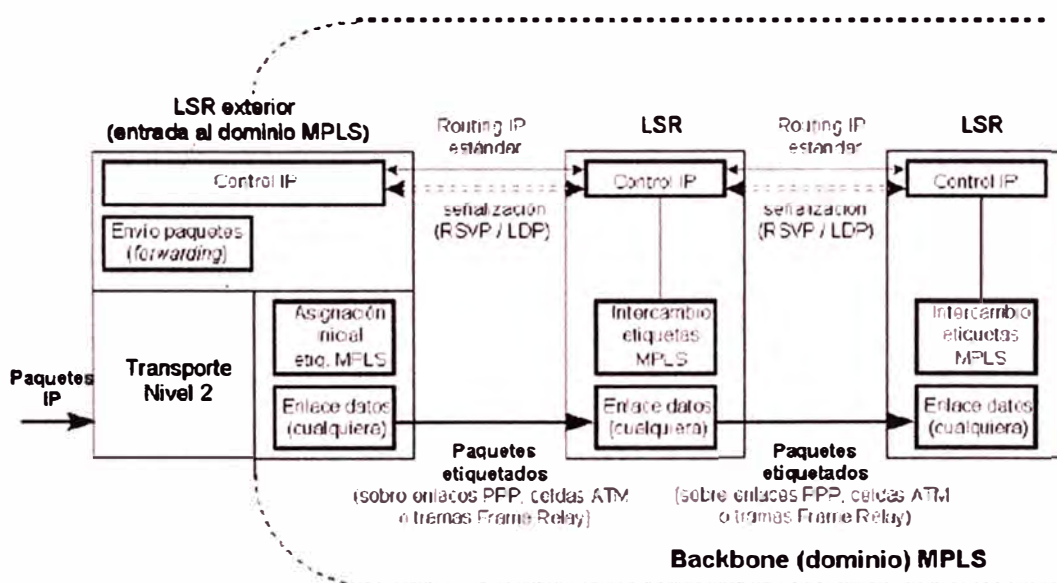 LSR exterior
(entrada al dominio MPLS)
Routing IP
estándar
LSR
Routing IP
estándar
LSR
Control IP
Control IP
Control IP
señalización
(RSVP / LDP)
señalización
(RSVP / LDP)
Envío paquetes
(forwarding)
Asignación
inicial
etiq. MPLS
Intercambio
etiquetas
MPLS
Intercambio
etiquetas
MPLS
Paquetes
IP
Transporte
Nivel 2
Enlace datos
(cualquiera)
Enlace datos
(cualquiera)
Enlace datos
(cualquiera)
Paquetes
etiquetados
(sobre enlaces PPP, celdas ATM
o tramas Frame Relay)
Paquetes
etiquetados
(sobre enlaces PPP, celdas ATM
o tramas Frame Relay)
Backbone (dominio) MPLS